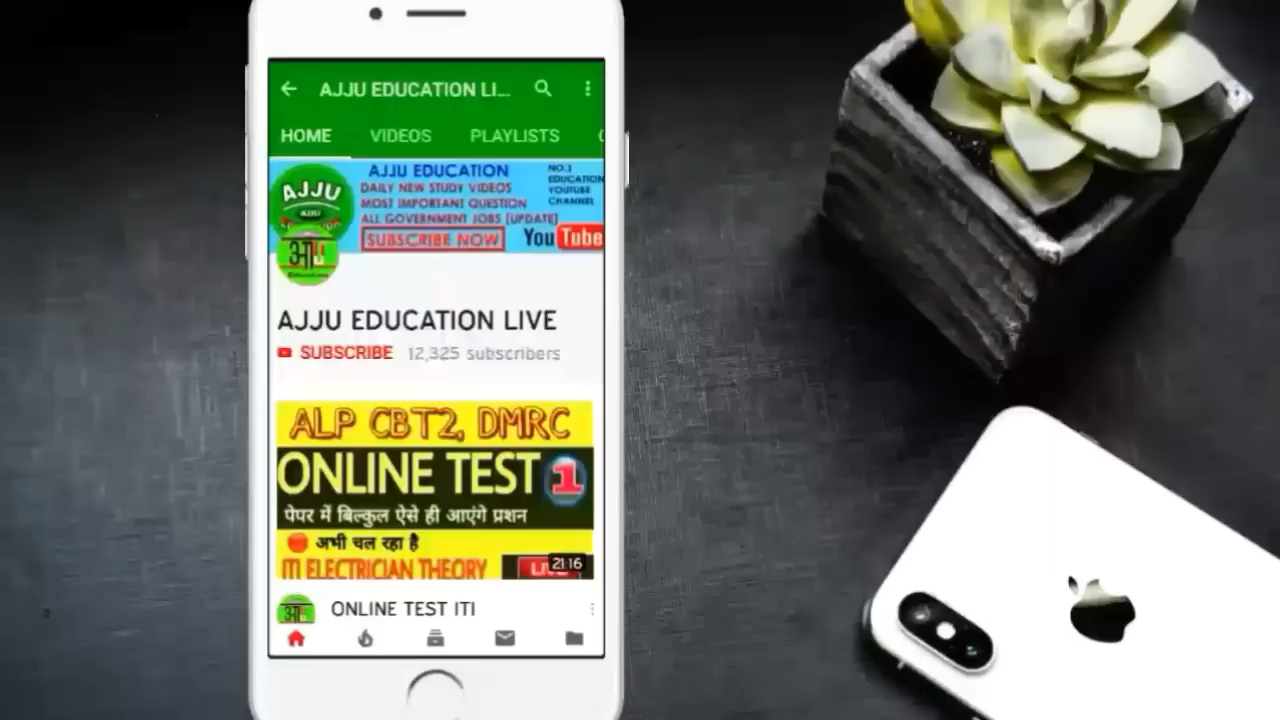 AJJU EDUCATION LI...
HOME VIDEOS PLAYLISTS
AJJU EDUCATION
DAILY NEW STUDY VIDEOS
MOST IMPORTANT QUESTION
ALL GOVERNMENT JOBS [UPDATE]
SUBSCRIBE NOW
NO.1
EDUCATION
YOUTUBE
CHANNEL
YouTube
AJJU
AJJU EDUCATION LIVE
SUBSCRIBE 12,325 subscribers
ALP CBT2, DMRC
ONLINE TEST 1
पेपर में बिल्कुल ऐसे ही आएंगे प्रशन
अभी चल रहा है
ITI ELECTRICIAN THEORY
21:16
ONLINE TEST ITI